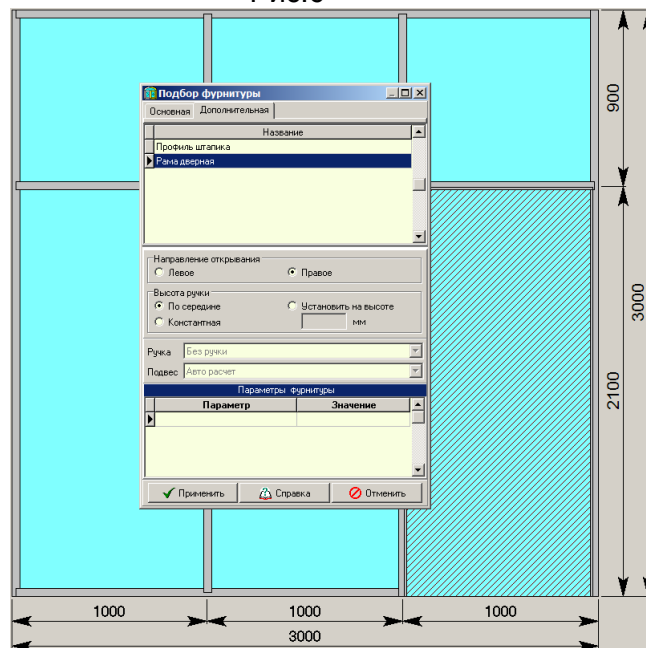 Подбор фурнитуры
Основная Дополнительная
Название
Профиль штапика
Рама дверная
Направление открывания
Левое Правое
Высота ручки
По середине Установить на высоте
Константная мм
Ручка Без ручки
Подвес Авто расчет
Параметры фурнитуры
Параметр Значение
Применить Справка Отменить
900
3000
2100
1000 1000 1000
3000